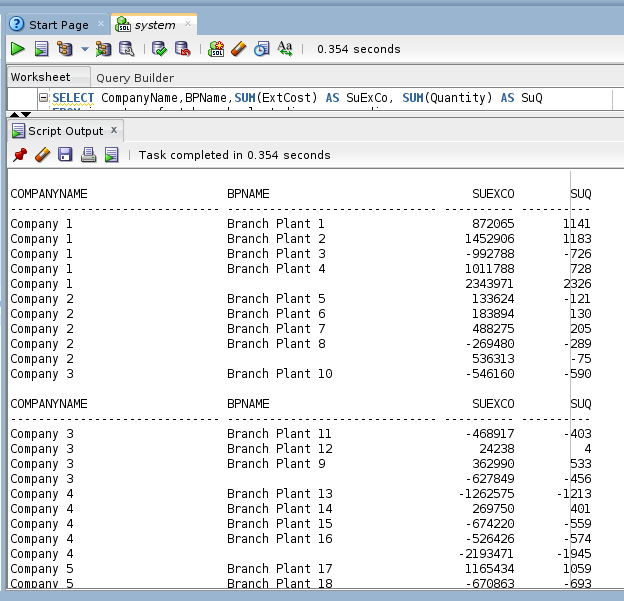 Start Page system
0.354 seconds
Worksheet Query Builder
SELECT CompanyName,BPName,SUM(ExtCost) AS SuExCo, SUM(Quantity) AS SuQ
Script Output x
Task completed in 0.354 seconds
COMPANYNAME BPNAME SUEXCO SUQ
Company 1 Branch Plant 1 872065 1141
Company 1 Branch Plant 2 1452906 1183
Company 1 Branch Plant 3 -992788 -726
Company 1 Branch Plant 4 1011788 728
Company 1 2343971 2326
Company 2 Branch Plant 5 133624 -121
Company 2 Branch Plant 6 183894 130
Company 2 Branch Plant 7 488275 205
Company 2 Branch Plant 8 -269480 -289
Company 2 536313 -75
Company 3 Branch Plant 10 -546160 -590
COMPANYNAME BPNAME SUEXCO SUQ
Company 3 Branch Plant 11 -468917 -403
Company 3 Branch Plant 12 24238 4
Company 3 Branch Plant 9 362990 533
Company 3 -627849 -456
Company 4 Branch Plant 13 -1262575 -1213
Company 4 Branch Plant 14 269750 401
Company 4 Branch Plant 15 -674220 -559
Company 4 Branch Plant 16 -526426 -574
Company 4 -2193471 -1945
Company 5 Branch Plant 17 1165434 1059
Company 5 Branch Plant 18 -670863 -693